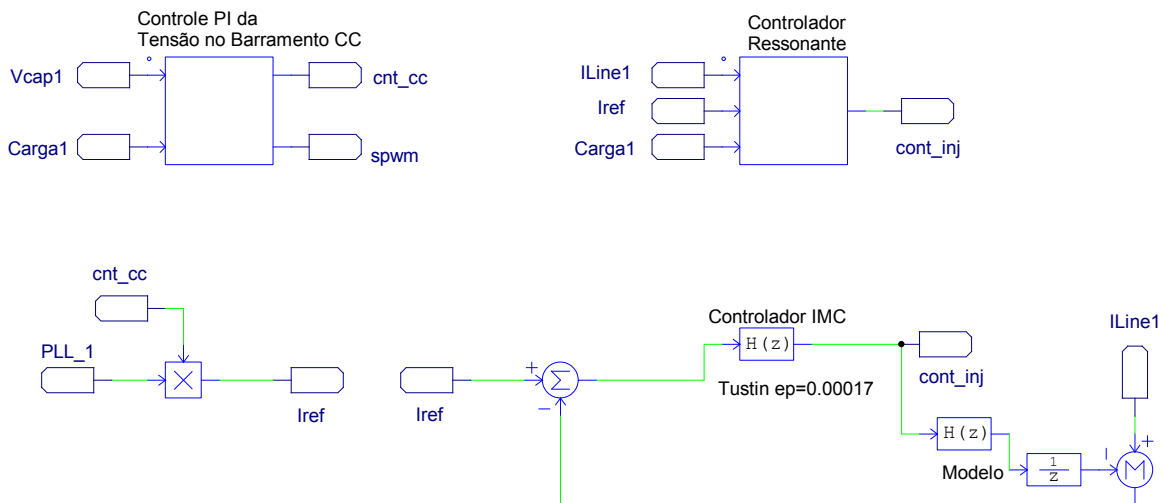 Controle PI da
Tensão no Barramento CC
Vcap1
cnt_cc
Carga1
spwm
Controlador
Ressonante
ILine1
Iref
Carga1
cont_inj
cnt_cc
PLL_1
Iref
Iref
+
Σ
−
Controlador IMC
H(z)
Tustin ep=0.00017
cont_inj
H(z)
Modelo
1
z
ILine1
+
−
M